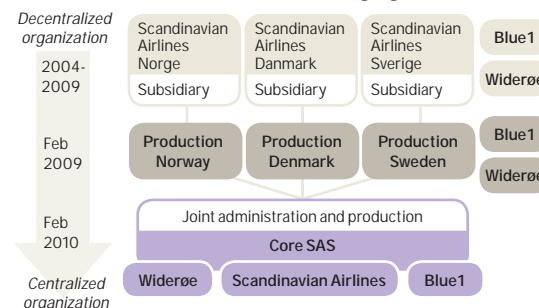 Decentralized
organization
2004-
2009
Scandinavian
Airlines
Norge
Subsidiary
Scandinavian
Airlines
Danmark
Subsidiary
Scandinavian
Airlines
Sverige
Subsidiary
Blue1
Widerøe
Feb
2009
Production
Norway
Production
Denmark
Production
Sweden
Blue1
Widerøe
Feb
2010
Joint administration and production
Core SAS
Widerøe
Scandinavian Airlines
Blue1
Centralized
organization